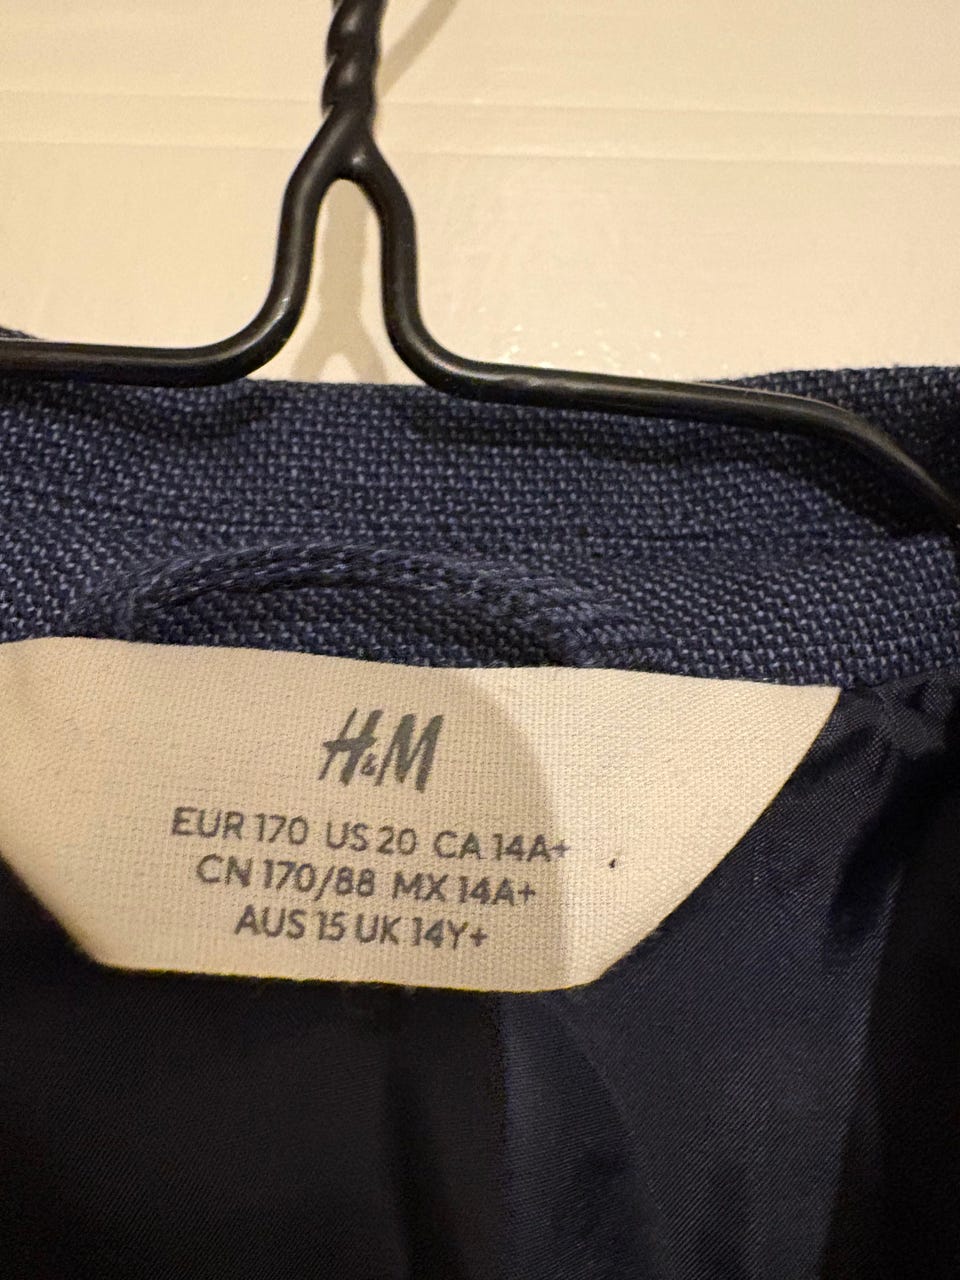 H&M
EUR 170 US 20 CA 14A+
CN 170/88 MX 14A+
AUS 15 UK 14Y+